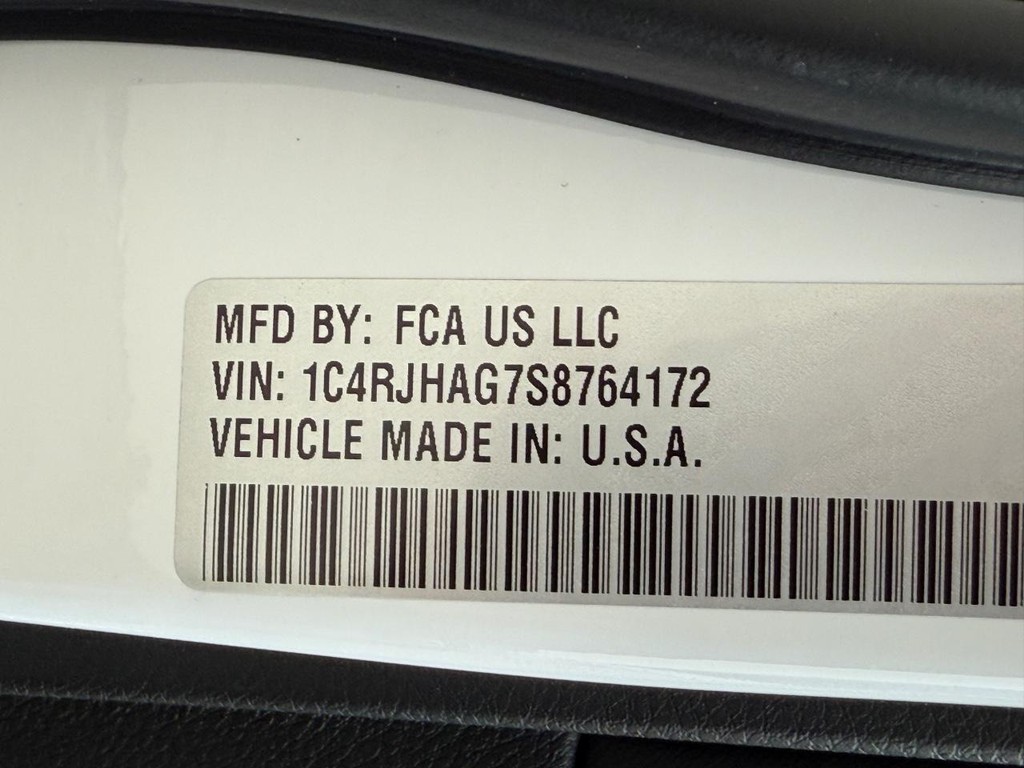 MFD BY: FCA US LLC
VIN: 1C4RJHAG7S8764172
VEHICLE MADE IN: U.S.A.